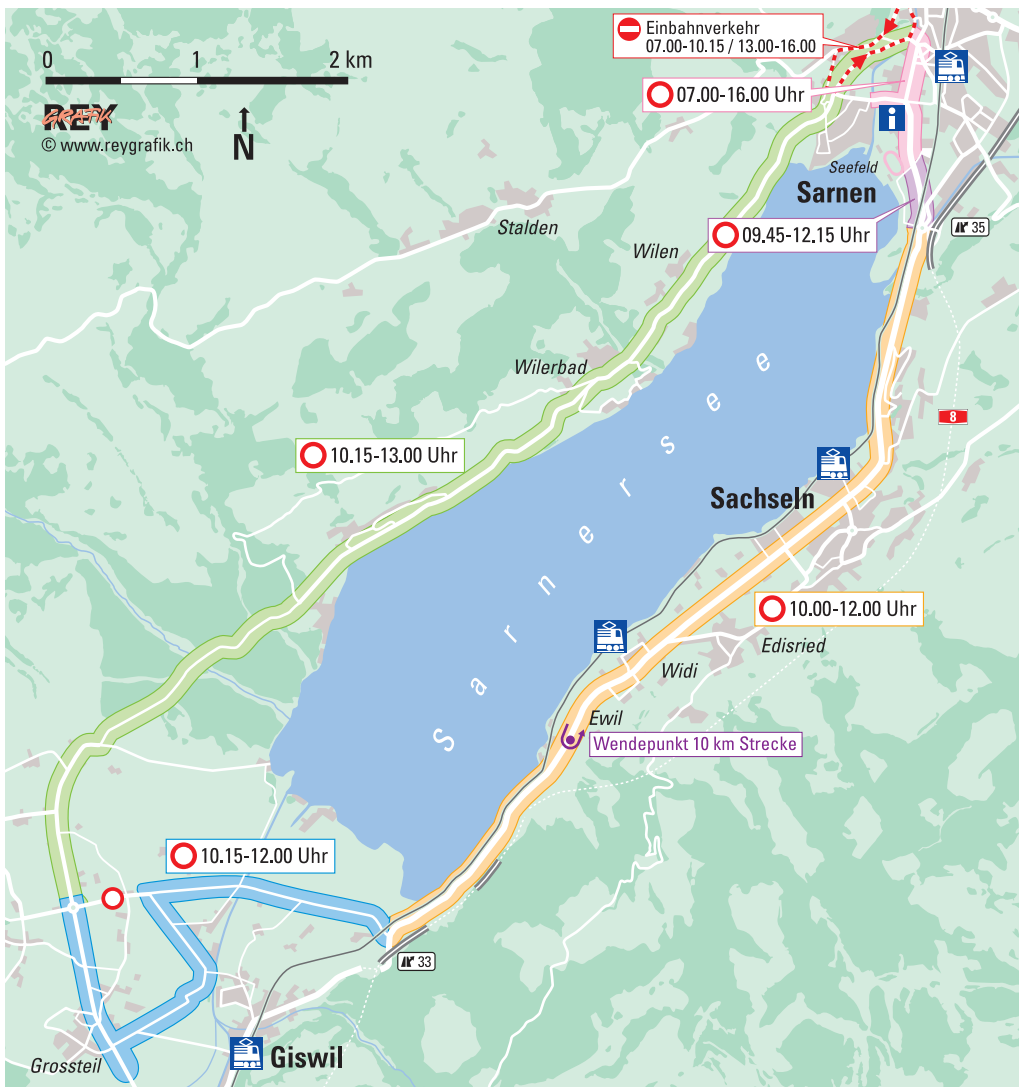 Einbahnverkehr
07.00-10.15 / 13.00-16.00
0 1 2 km
07.00-16.00 Uhr
REY
GRAFIK
© www.reygrafik.ch
N
i
Seefeld
Sarnen
Stalden
09.45-12.15 Uhr
35
Wilen
Wilerbad
8
10.15-13.00 Uhr
Sachseln
Sarnersee
10.00-12.00 Uhr
Edisried
Widi
Ewil
Wendepunkt 10 km Strecke
10.15-12.00 Uhr
33
Grossteil
Giswil